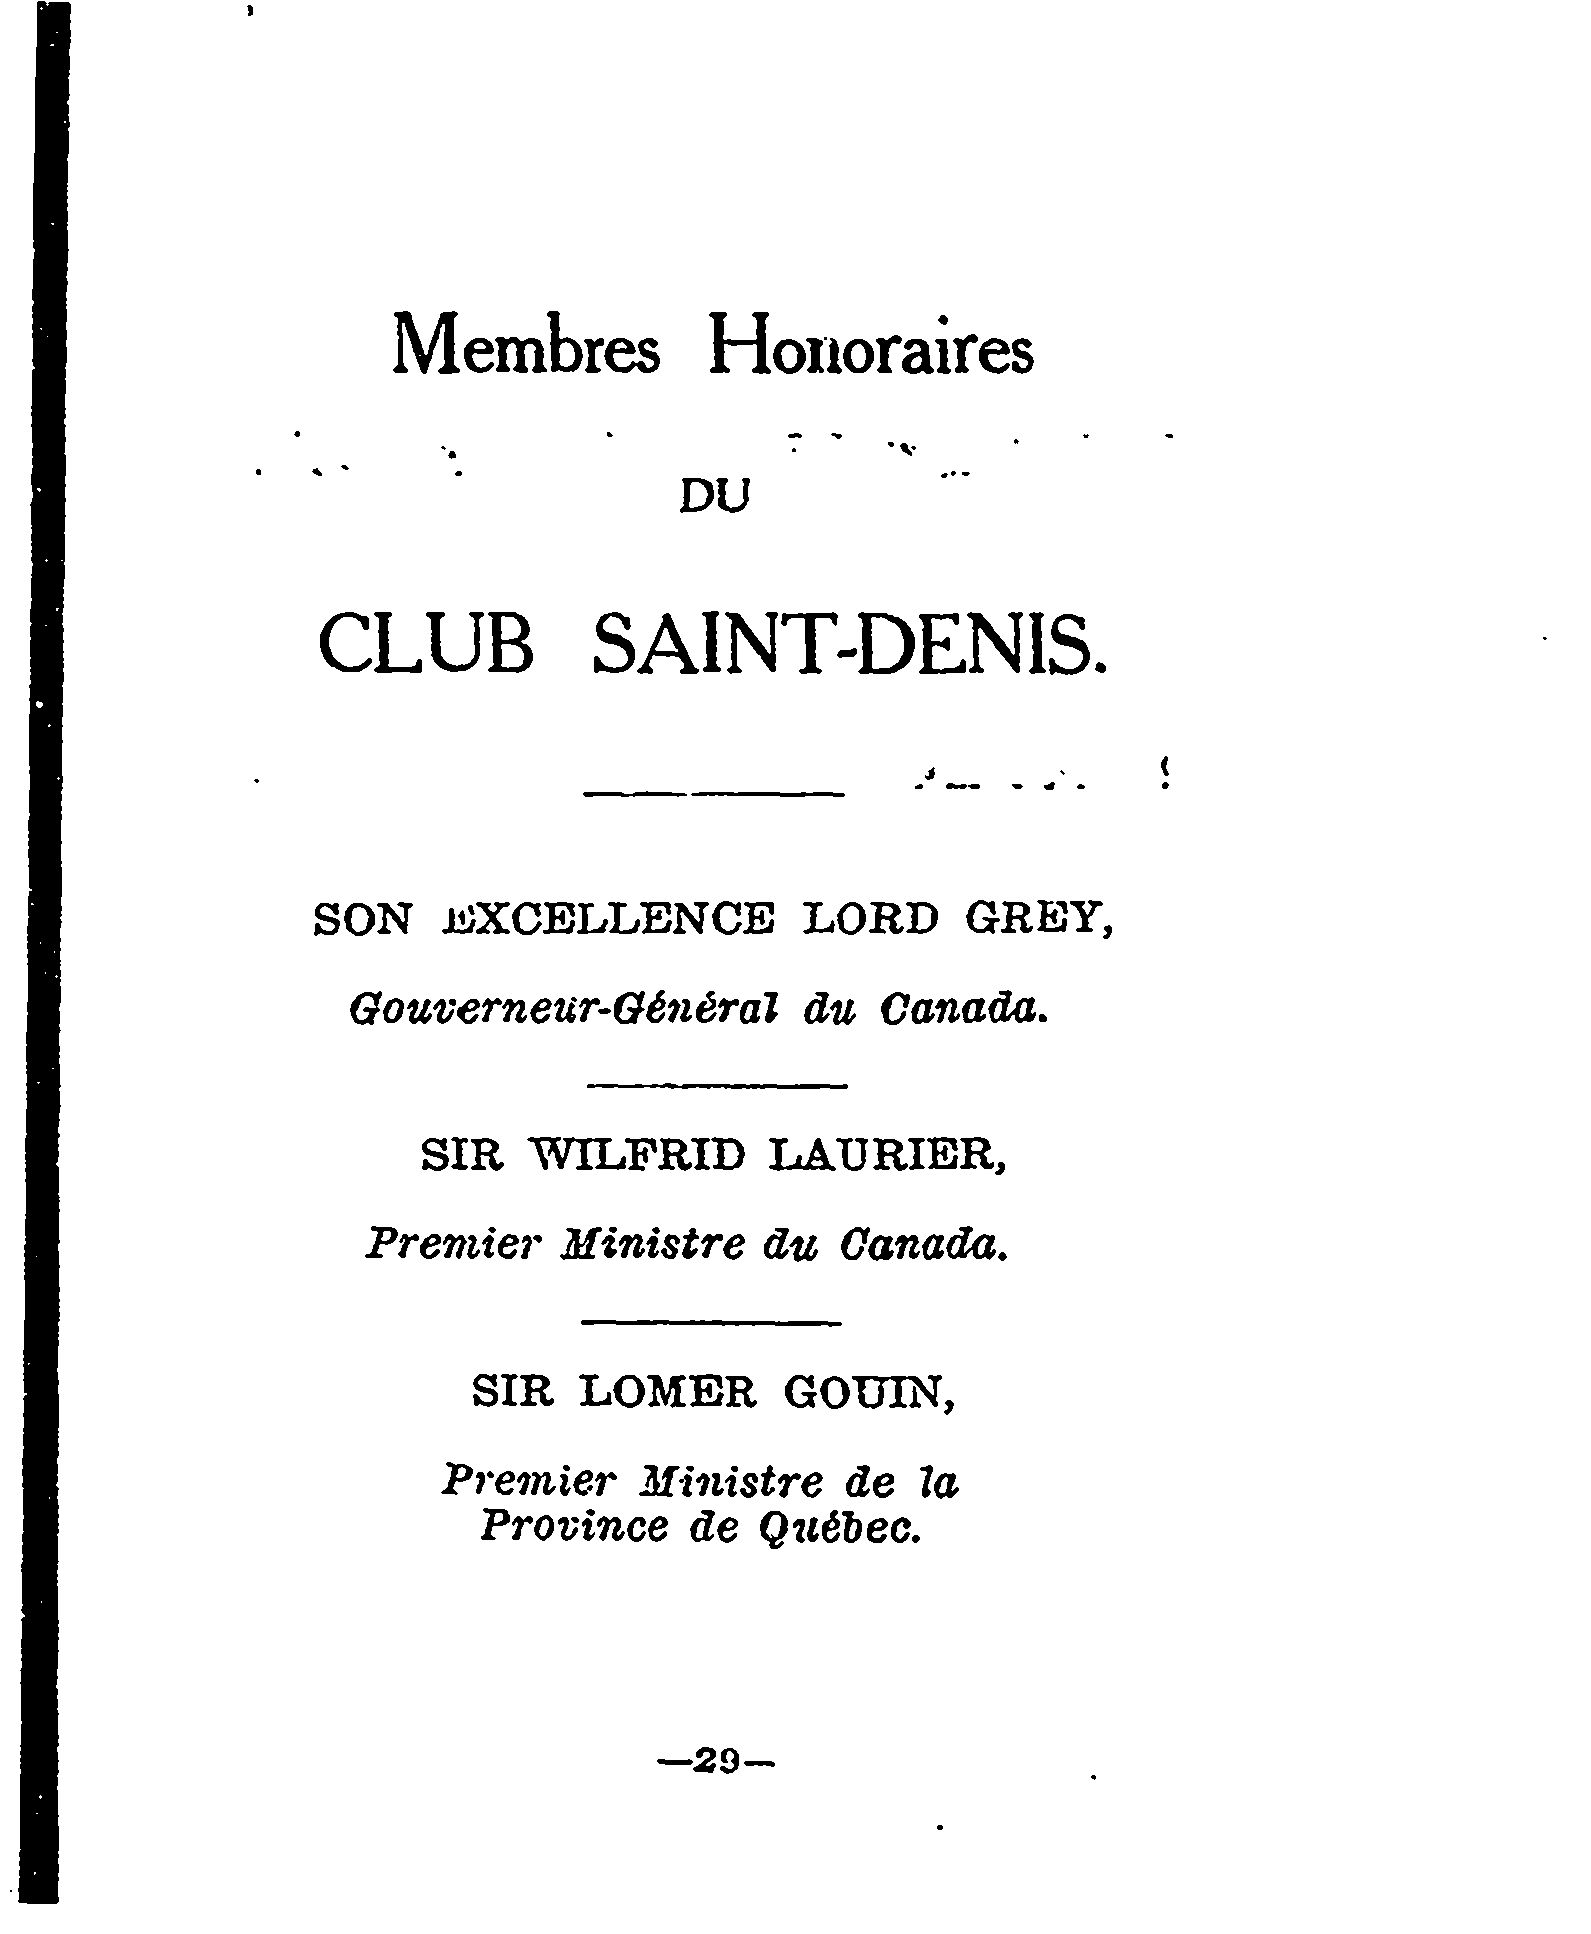 Membres Honoraires
DU
CLUB SAINT-DENIS.
SON EXCELLENCE LORD GREY,
Gouverneur-Général du Canada.
SIR WILFRID LAURIER,
Premier Ministre du Canada.
SIR LOMER GOUIN,
Premier Ministre de la
Province de Québec.
—29—